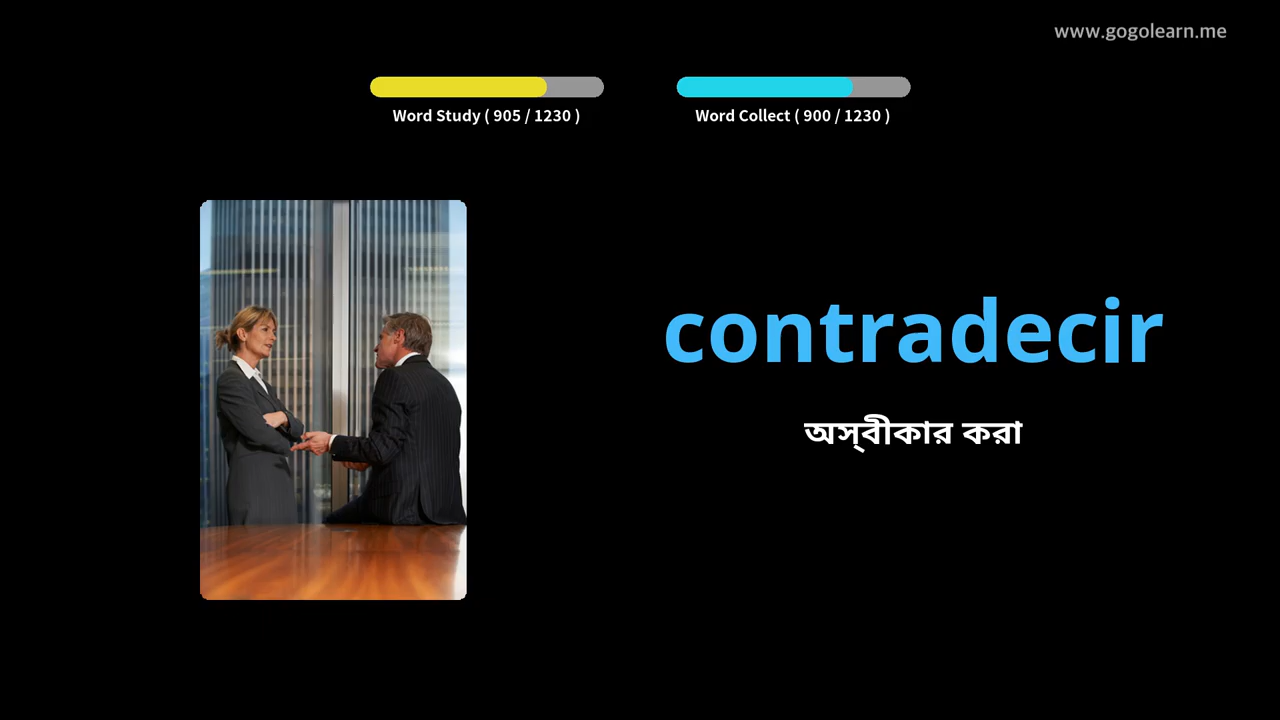 www.gogolearn.me
Word Study ( 905 / 1230 )
Word Collect ( 900 / 1230 )
contradecir
অস্বীকার করা